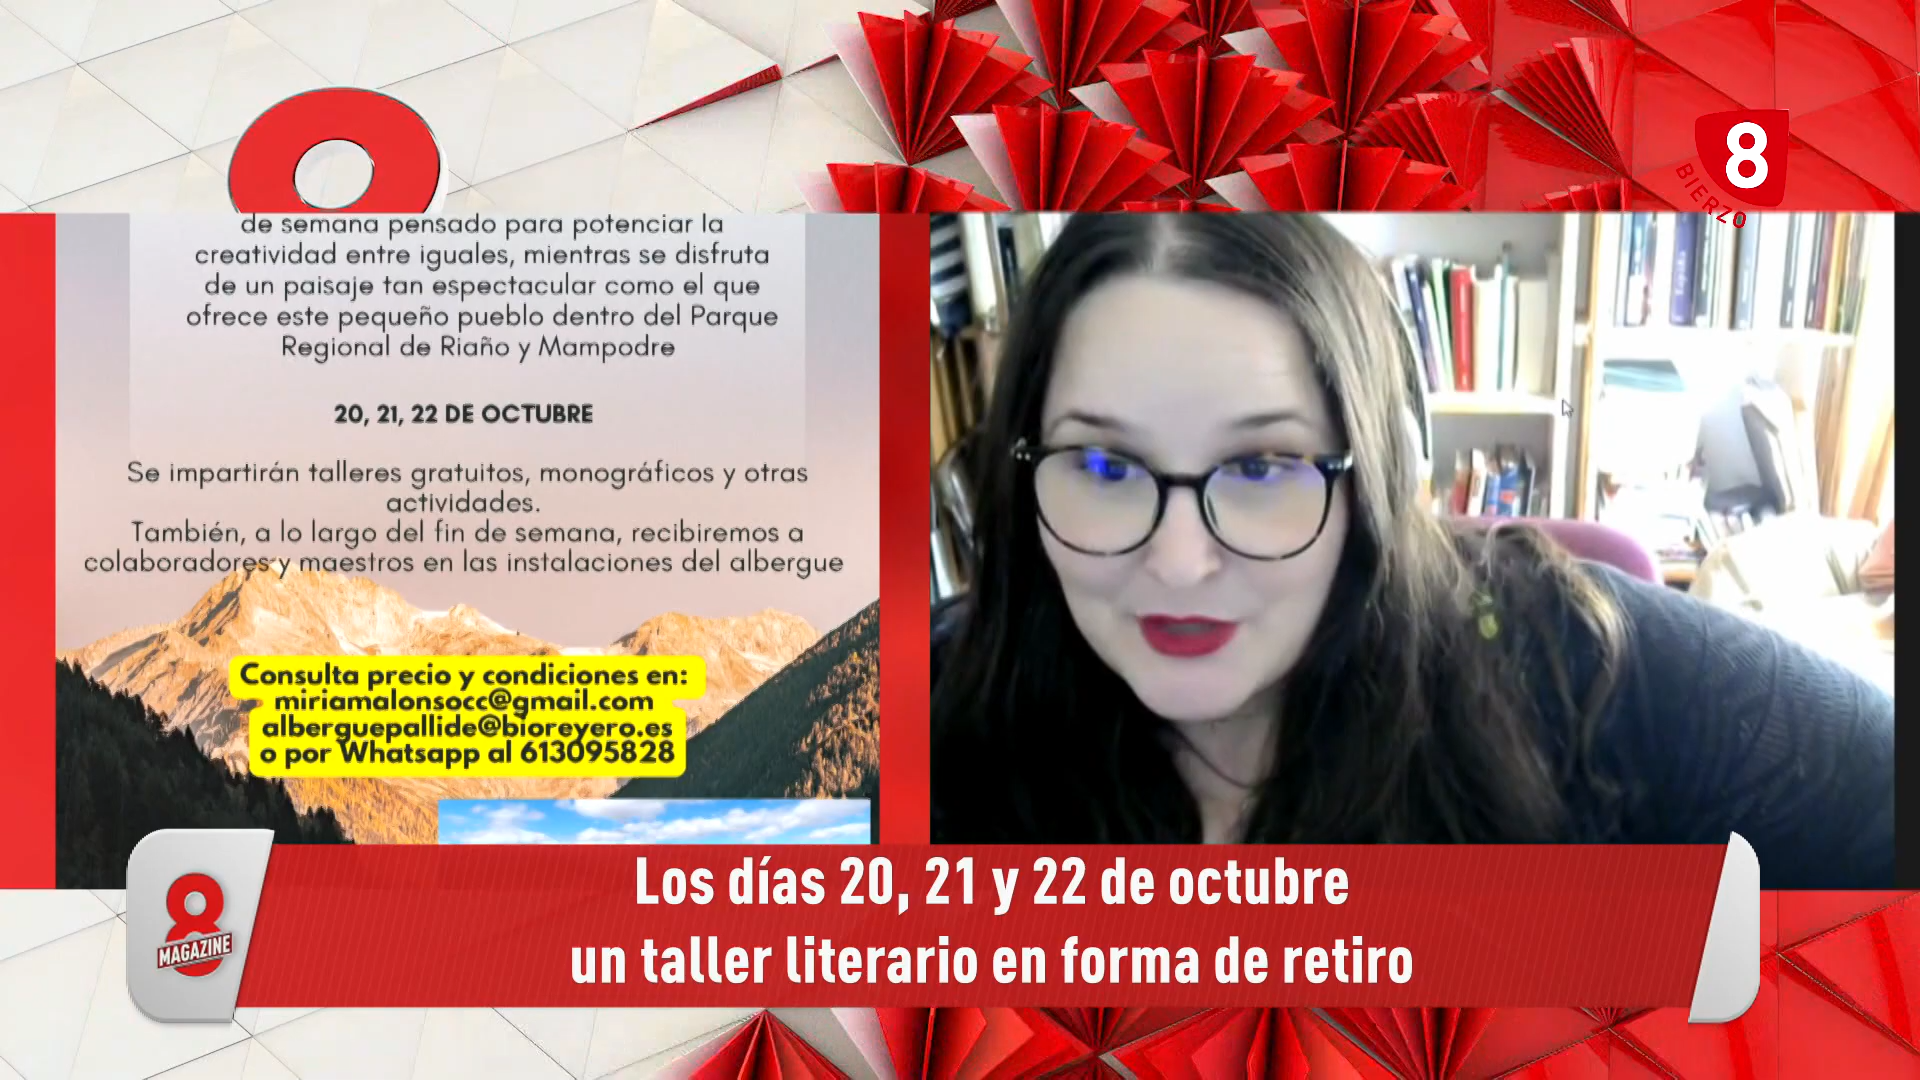 8
BIERZO
de semana pensado para potenciar la
creatividad entre iguales, mientras se disfruta
de un paisaje tan espectacular como el que
ofrece este pequeño pueblo dentro del Parque
Regional de Riaño y Mampodre
20, 21, 22 DE OCTUBRE
Se impartirán talleres gratuitos, monográficos y otras
actividades.
También, a lo largo del fin de semana, recibiremos a
colaboradores y maestros en las instalaciones del albergue
Consulta precio y condiciones en:
miriamalonsocc@gmail.com
alberguepallide@bioreyero.es
o por Whatsapp al 613095828
8
MAGAZINE
Los días 20, 21 y 22 de octubre
un taller literario en forma de retiro